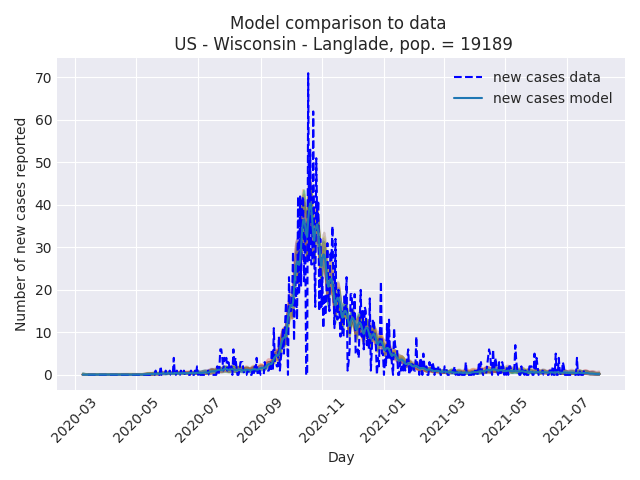 Model comparison to data
US - Wisconsin - Langlade, pop. = 19189
new cases data
new cases model
Number of new cases reported
70
60
50
40
30
20
10
0
2020-03
2020-05
2020-07
2020-09
2020-11
2021-01
2021-03
2021-05
2021-07
Day